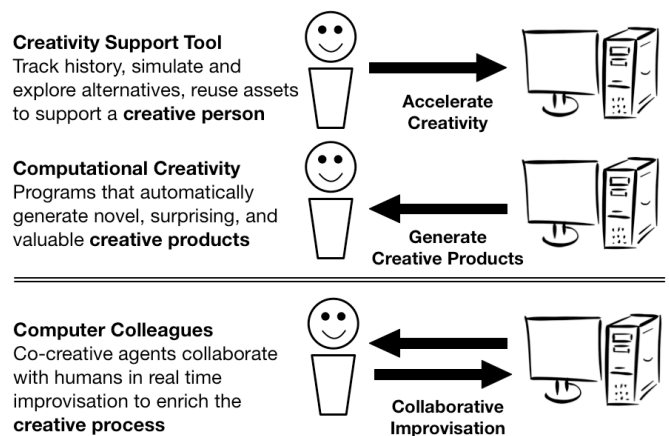 Creativity Support Tool
Track history, simulate and
explore alternatives, reuse assets
to support a creative person
Accelerate
Creativity
Computational Creativity
Programs that automatically
generate novel, surprising, and
valuable creative products
Generate
Creative Products
Computer Colleagues
Co-creative agents collaborate
with humans in real time
improvisation to enrich the
creative process
Collaborative
Improvisation